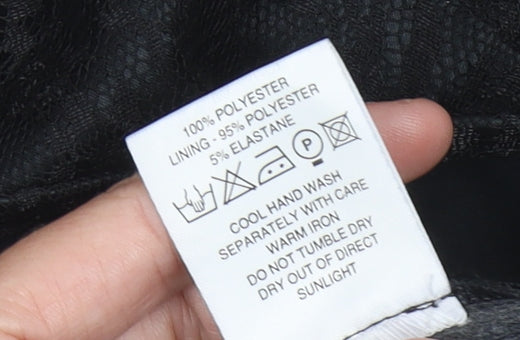 100% POLYESTER
LINING - 95% POLYESTER
5% ELASTANE
P
COOL HAND WASH
SEPARATELY WITH CARE
WARM IRON
DO NOT TUMBLE DRY
DRY OUT OF DIRECT
SUNLIGHT